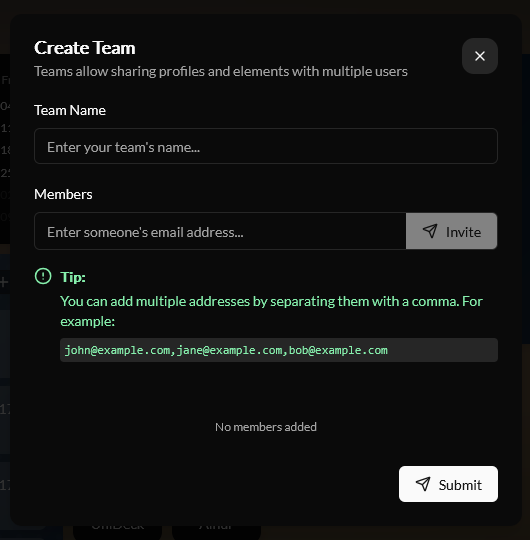 Create Team
Teams allow sharing profiles and elements with multiple users
Team Name
Enter your team's name...
Members
Enter someone's email address...
Invite
Tip:
You can add multiple addresses by separating them with a comma. For
example:
john@example.com,jane@example.com,bob@example.com
No members added
Submit